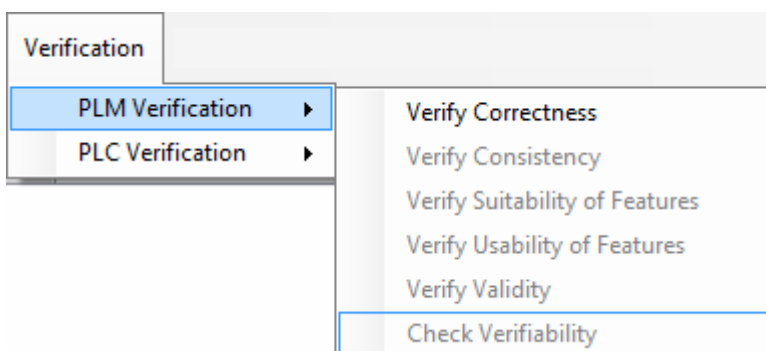 Verification
PLM Verification
PLC Verification
Verify Correctness
Verify Consistency
Verify Suitability of Features
Verify Usability of Features
Verify Validity
Check Verifiability